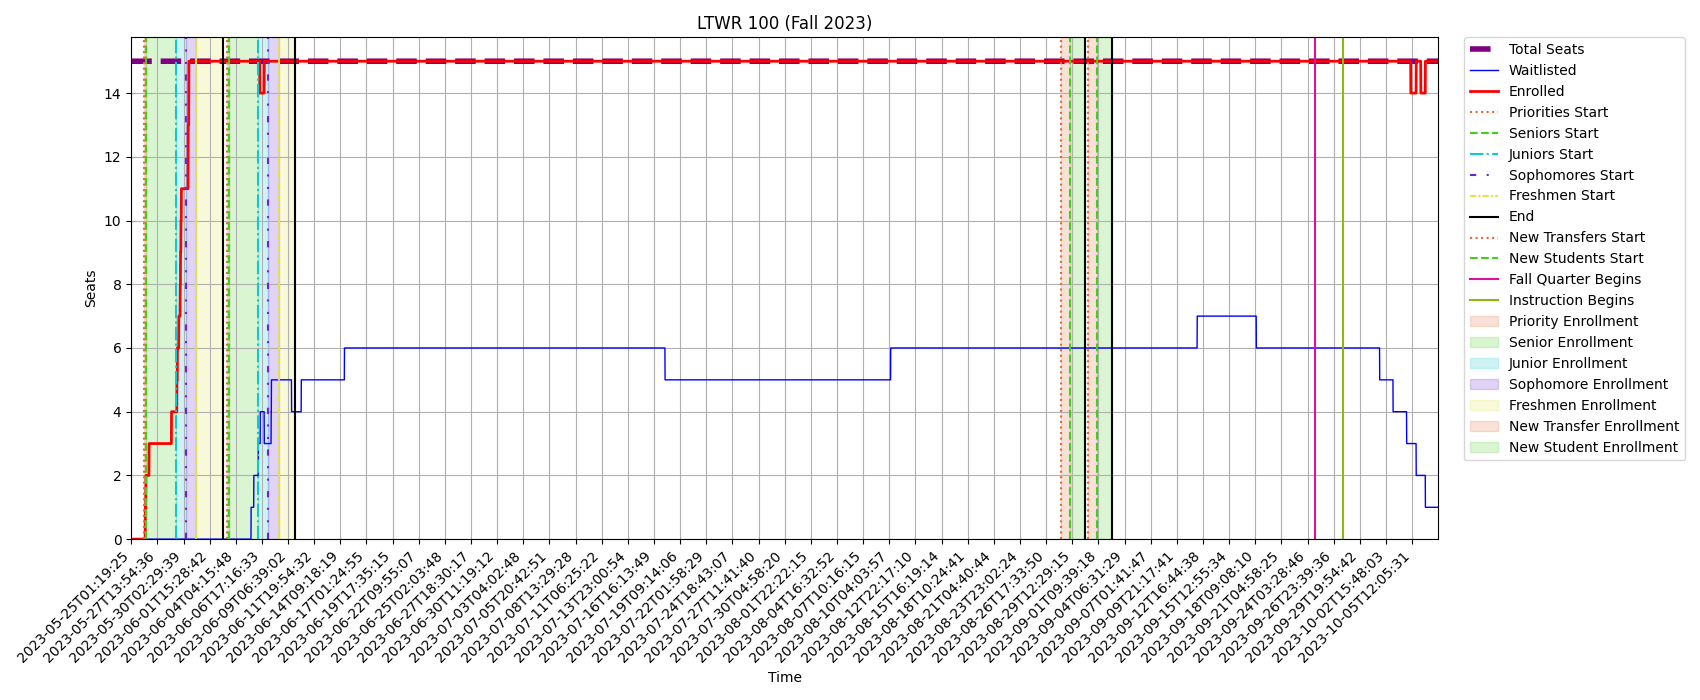 LTWR 100 (Fall 2023)
Seats
14
12
10
8
6
4
2
0
2023-05-25T01:19:25
2023-05-27T13:54:36
2023-05-30T02:29:39
2023-06-01T15:28:42
2023-06-04T04:15:48
2023-06-06T17:16:33
2023-06-09T06:39:02
2023-06-11T19:54:32
2023-06-14T09:18:19
2023-06-17T01:24:55
2023-06-19T17:35:15
2023-06-22T09:55:07
2023-06-25T02:03:48
2023-06-27T18:30:17
2023-06-30T11:19:12
2023-07-03T04:02:48
2023-07-05T20:42:51
2023-07-08T13:29:28
2023-07-11T06:25:22
2023-07-13T23:00:54
2023-07-16T16:13:49
2023-07-19T09:14:06
2023-07-22T01:58:29
2023-07-24T18:43:07
2023-07-27T11:41:40
2023-07-30T04:58:20
2023-08-01T22:22:15
2023-08-04T16:32:52
2023-08-07T10:16:15
2023-08-10T04:03:57
2023-08-12T22:17:10
2023-08-15T16:19:14
2023-08-18T10:24:41
2023-08-21T04:40:44
2023-08-23T23:02:24
2023-08-26T17:33:50
2023-08-29T12:29:15
2023-09-01T09:39:18
2023-09-04T06:31:29
2023-09-07T01:41:47
2023-09-09T21:17:41
2023-09-12T16:44:38
2023-09-15T12:55:34
2023-09-18T09:08:10
2023-09-21T04:58:25
2023-09-24T03:28:46
2023-09-26T23:39:36
2023-09-29T19:54:42
2023-10-02T15:48:03
2023-10-05T12:05:31
Time
Total Seats
Waitlisted
Enrolled
Priorities Start
Seniors Start
Juniors Start
Sophomores Start
Freshmen Start
End
New Transfers Start
New Students Start
Fall Quarter Begins
Instruction Begins
Priority Enrollment
Senior Enrollment
Junior Enrollment
Sophomore Enrollment
Freshmen Enrollment
New Transfer Enrollment
New Student Enrollment